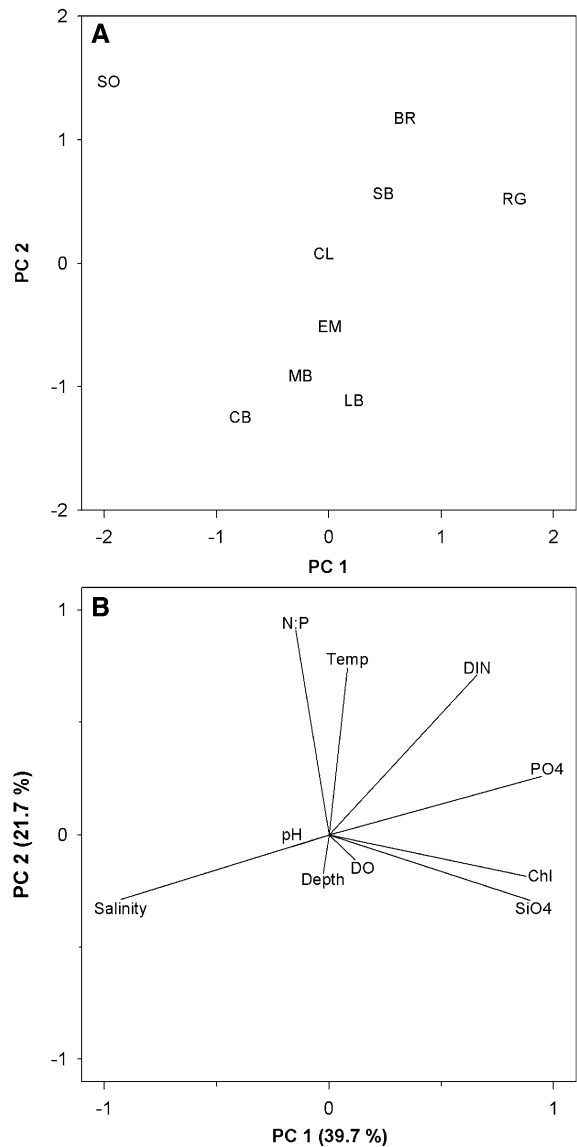 A
2
1
0
-1
-2
PC 2
SO
BR
SB
RG
CL
EM
MB
LB
CB
-2
-1
0
1
2
PC 1
B
1
0
-1
PC 2 (21.7 %)
N:P
Temp
DIN
PO4
pH
Depth
DO
Chl
Salinity
SiO4
-1
0
1
PC 1 (39.7 %)